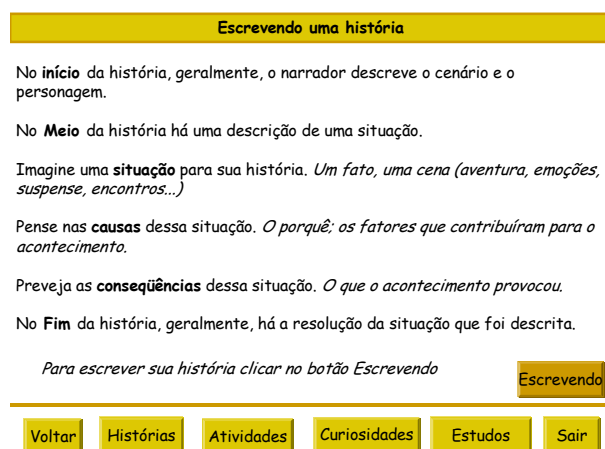 Escrevendo uma história
No início da história, geralmente, o narrador descreve o cenário e o
personagem.
No Meio da história há uma descrição de uma situação.
Imagine uma situação para sua história. Um fato, uma cena (aventura, emoções,
suspense, encontros...)
Pense nas causas dessa situação. O porquê; os fatores que contribuíram para o
acontecimento.
Preveja as conseqüências dessa situação. O que o acontecimento provocou.
No Fim da história, geralmente, há a resolução da situação que foi descrita.
Para escrever sua história clicar no botão Escrevendo
Escrevendo
Voltar Histórias Atividades Curiosidades Estudos Sair